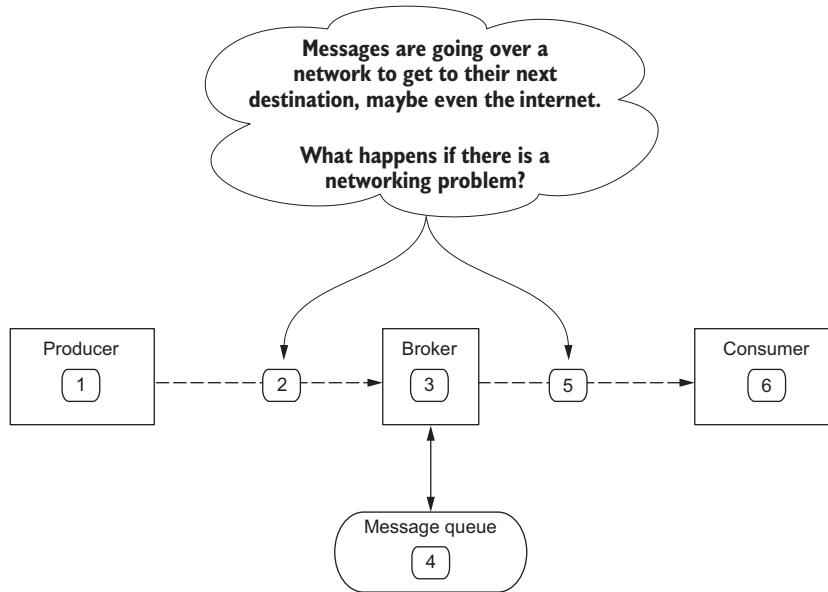 Messages are going over a
network to get to their next
destination, maybe even the internet.
What happens if there is a
networking problem?
Producer
1
2
Broker
3
5
Consumer
6
Message queue
4